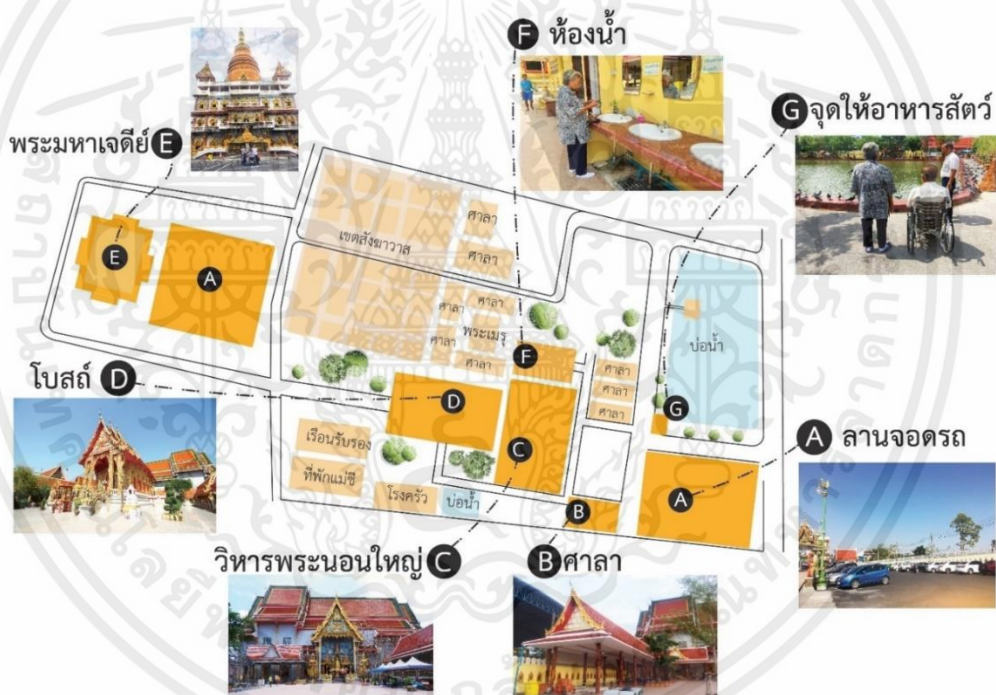 F ห้องน้ำ
G จุดให้อาหารสัตว์
พระมหาเจดีย์ E
ศาลา
เขตสังฆาวาส
ศาลา
E
A
ศาลา
ศาลา
พระเมรุ
ศาลา
ศาลา
F
บ่อน้ำ
ศาลา
ศาลา
ศาลา
โบสถ์ D
D
G
C
เรือนรับรอง
ที่พักแม่ชี
โรงครัว
บ่อน้ำ
B
A
A ลานจอดรถ
วิหารพระนอนใหญ่ C
B ศาลา